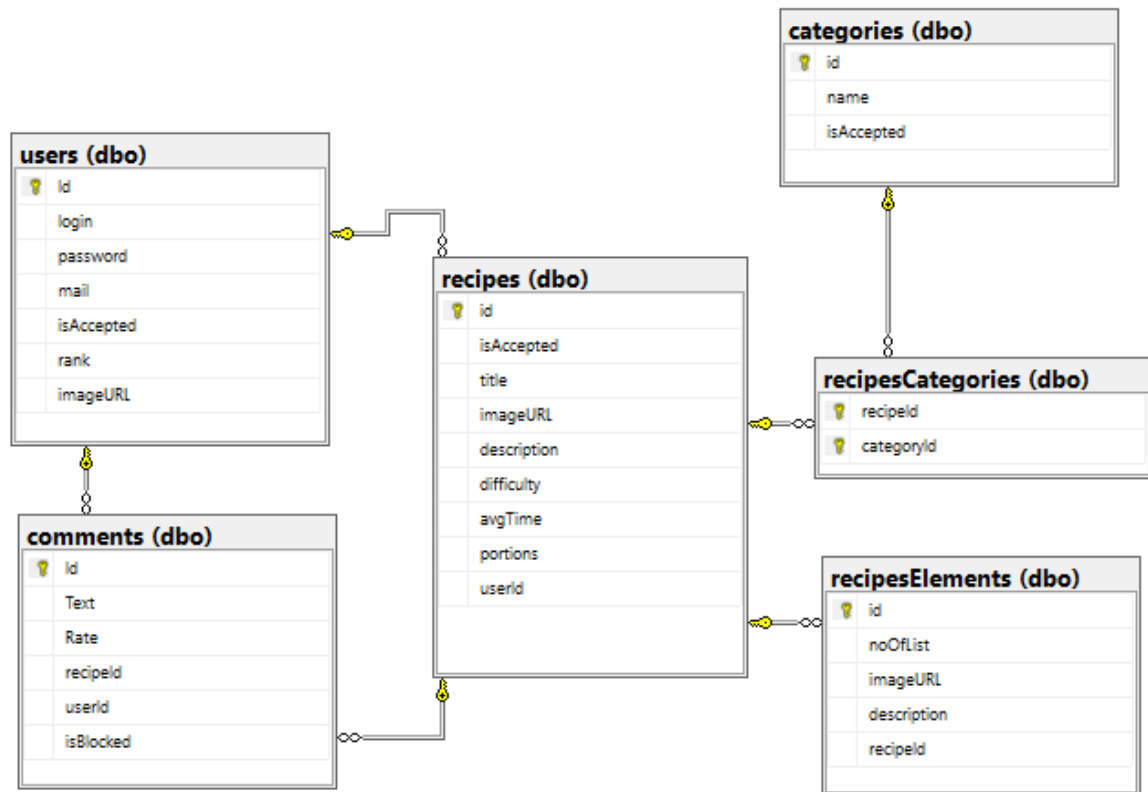 categories (dbo)
id
name
isAccepted
users (dbo)
Id
login
password
mail
isAccepted
rank
imageURL
recipes (dbo)
id
isAccepted
title
imageURL
description
difficulty
avgTime
portions
userId
recipesCategories (dbo)
recipeId
categoryId
comments (dbo)
Id
Text
Rate
recipeId
userId
isBlocked
recipesElements (dbo)
id
noOfList
imageURL
description
recipeId